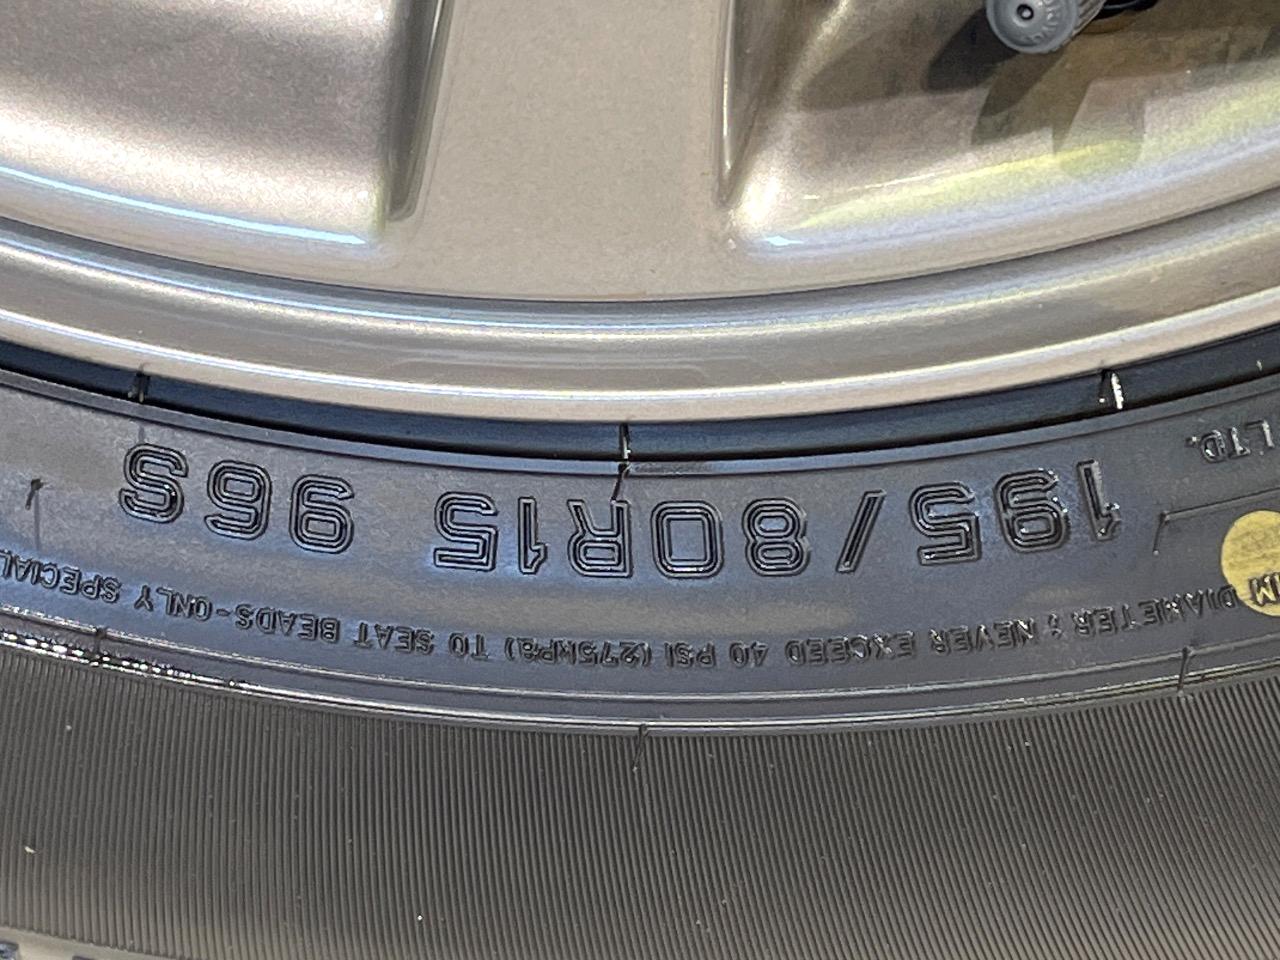 195/80R15 96S
LTD.
DIAMETER; NEVER EXCEED 40 PSI (275kPa) TO SEAT BEADS-ONLY SPECIAL